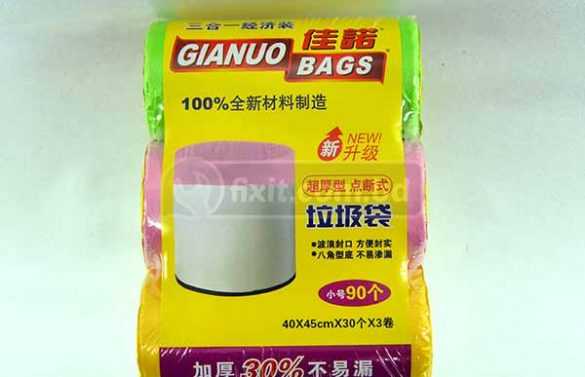 三合一经济装
GIANUO 佳諾
BAGS
100%全新材料制造
NEW!
新 升级
fixit.com.bd
超厚型 点断式
垃圾袋
●波浪封口 方便封实
●八角型底 不易渗漏
小号90个
40X45cmX30个X3卷
加厚30%不易漏